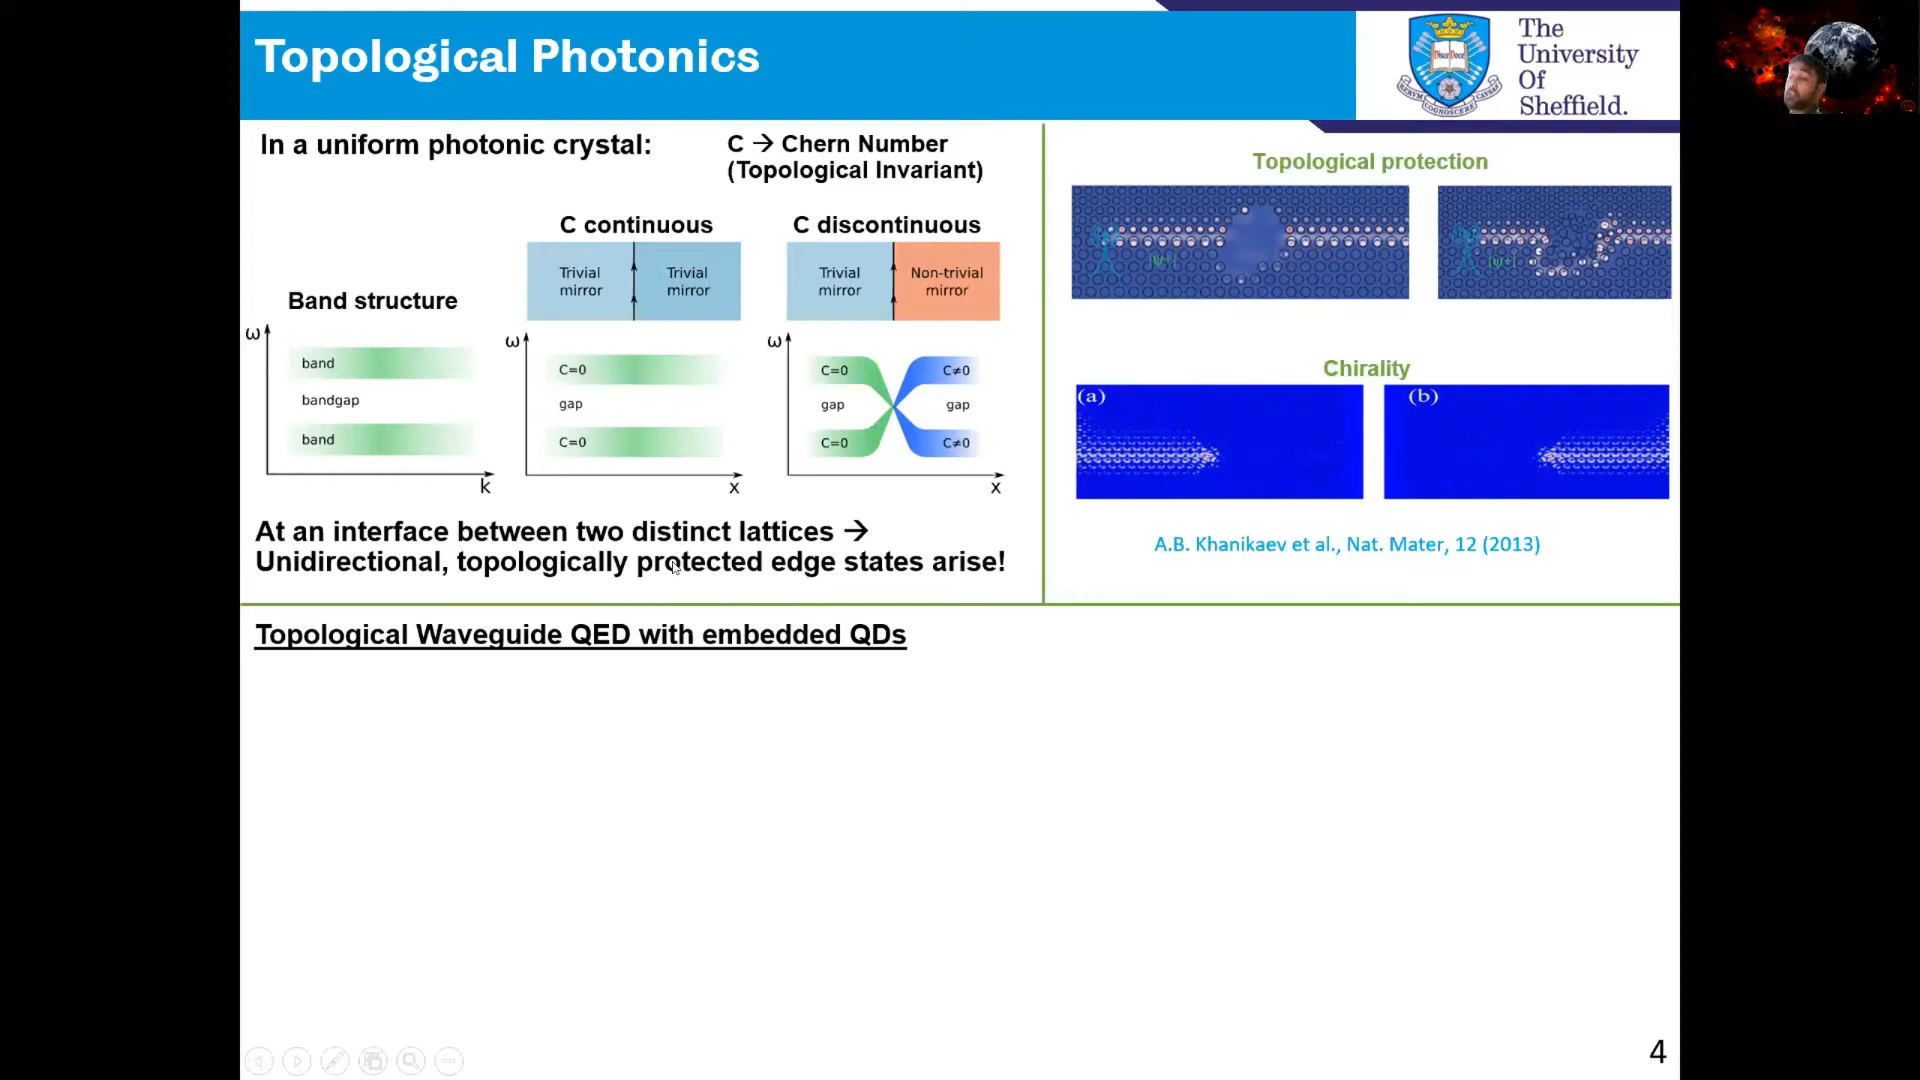 Topological Photonics
The
University
Of
Sheffield.
In a uniform photonic crystal:
C → Chern Number
(Topological Invariant)
C continuous
C discontinuous
Trivial
mirror
Trivial
mirror
Trivial
mirror
Non-trivial
mirror
Band structure
ω
band
bandgap
band
k
ω
C=0
gap
C=0
x
ω
C=0
C≠0
gap
gap
C=0
C≠0
x
At an interface between two distinct lattices →
Unidirectional, topologically protected edge states arise!
Topological protection
Chirality
(a)
(b)
A.B. Khanikaev et al., Nat. Mater, 12 (2013)
Topological Waveguide QED with embedded QDs
4